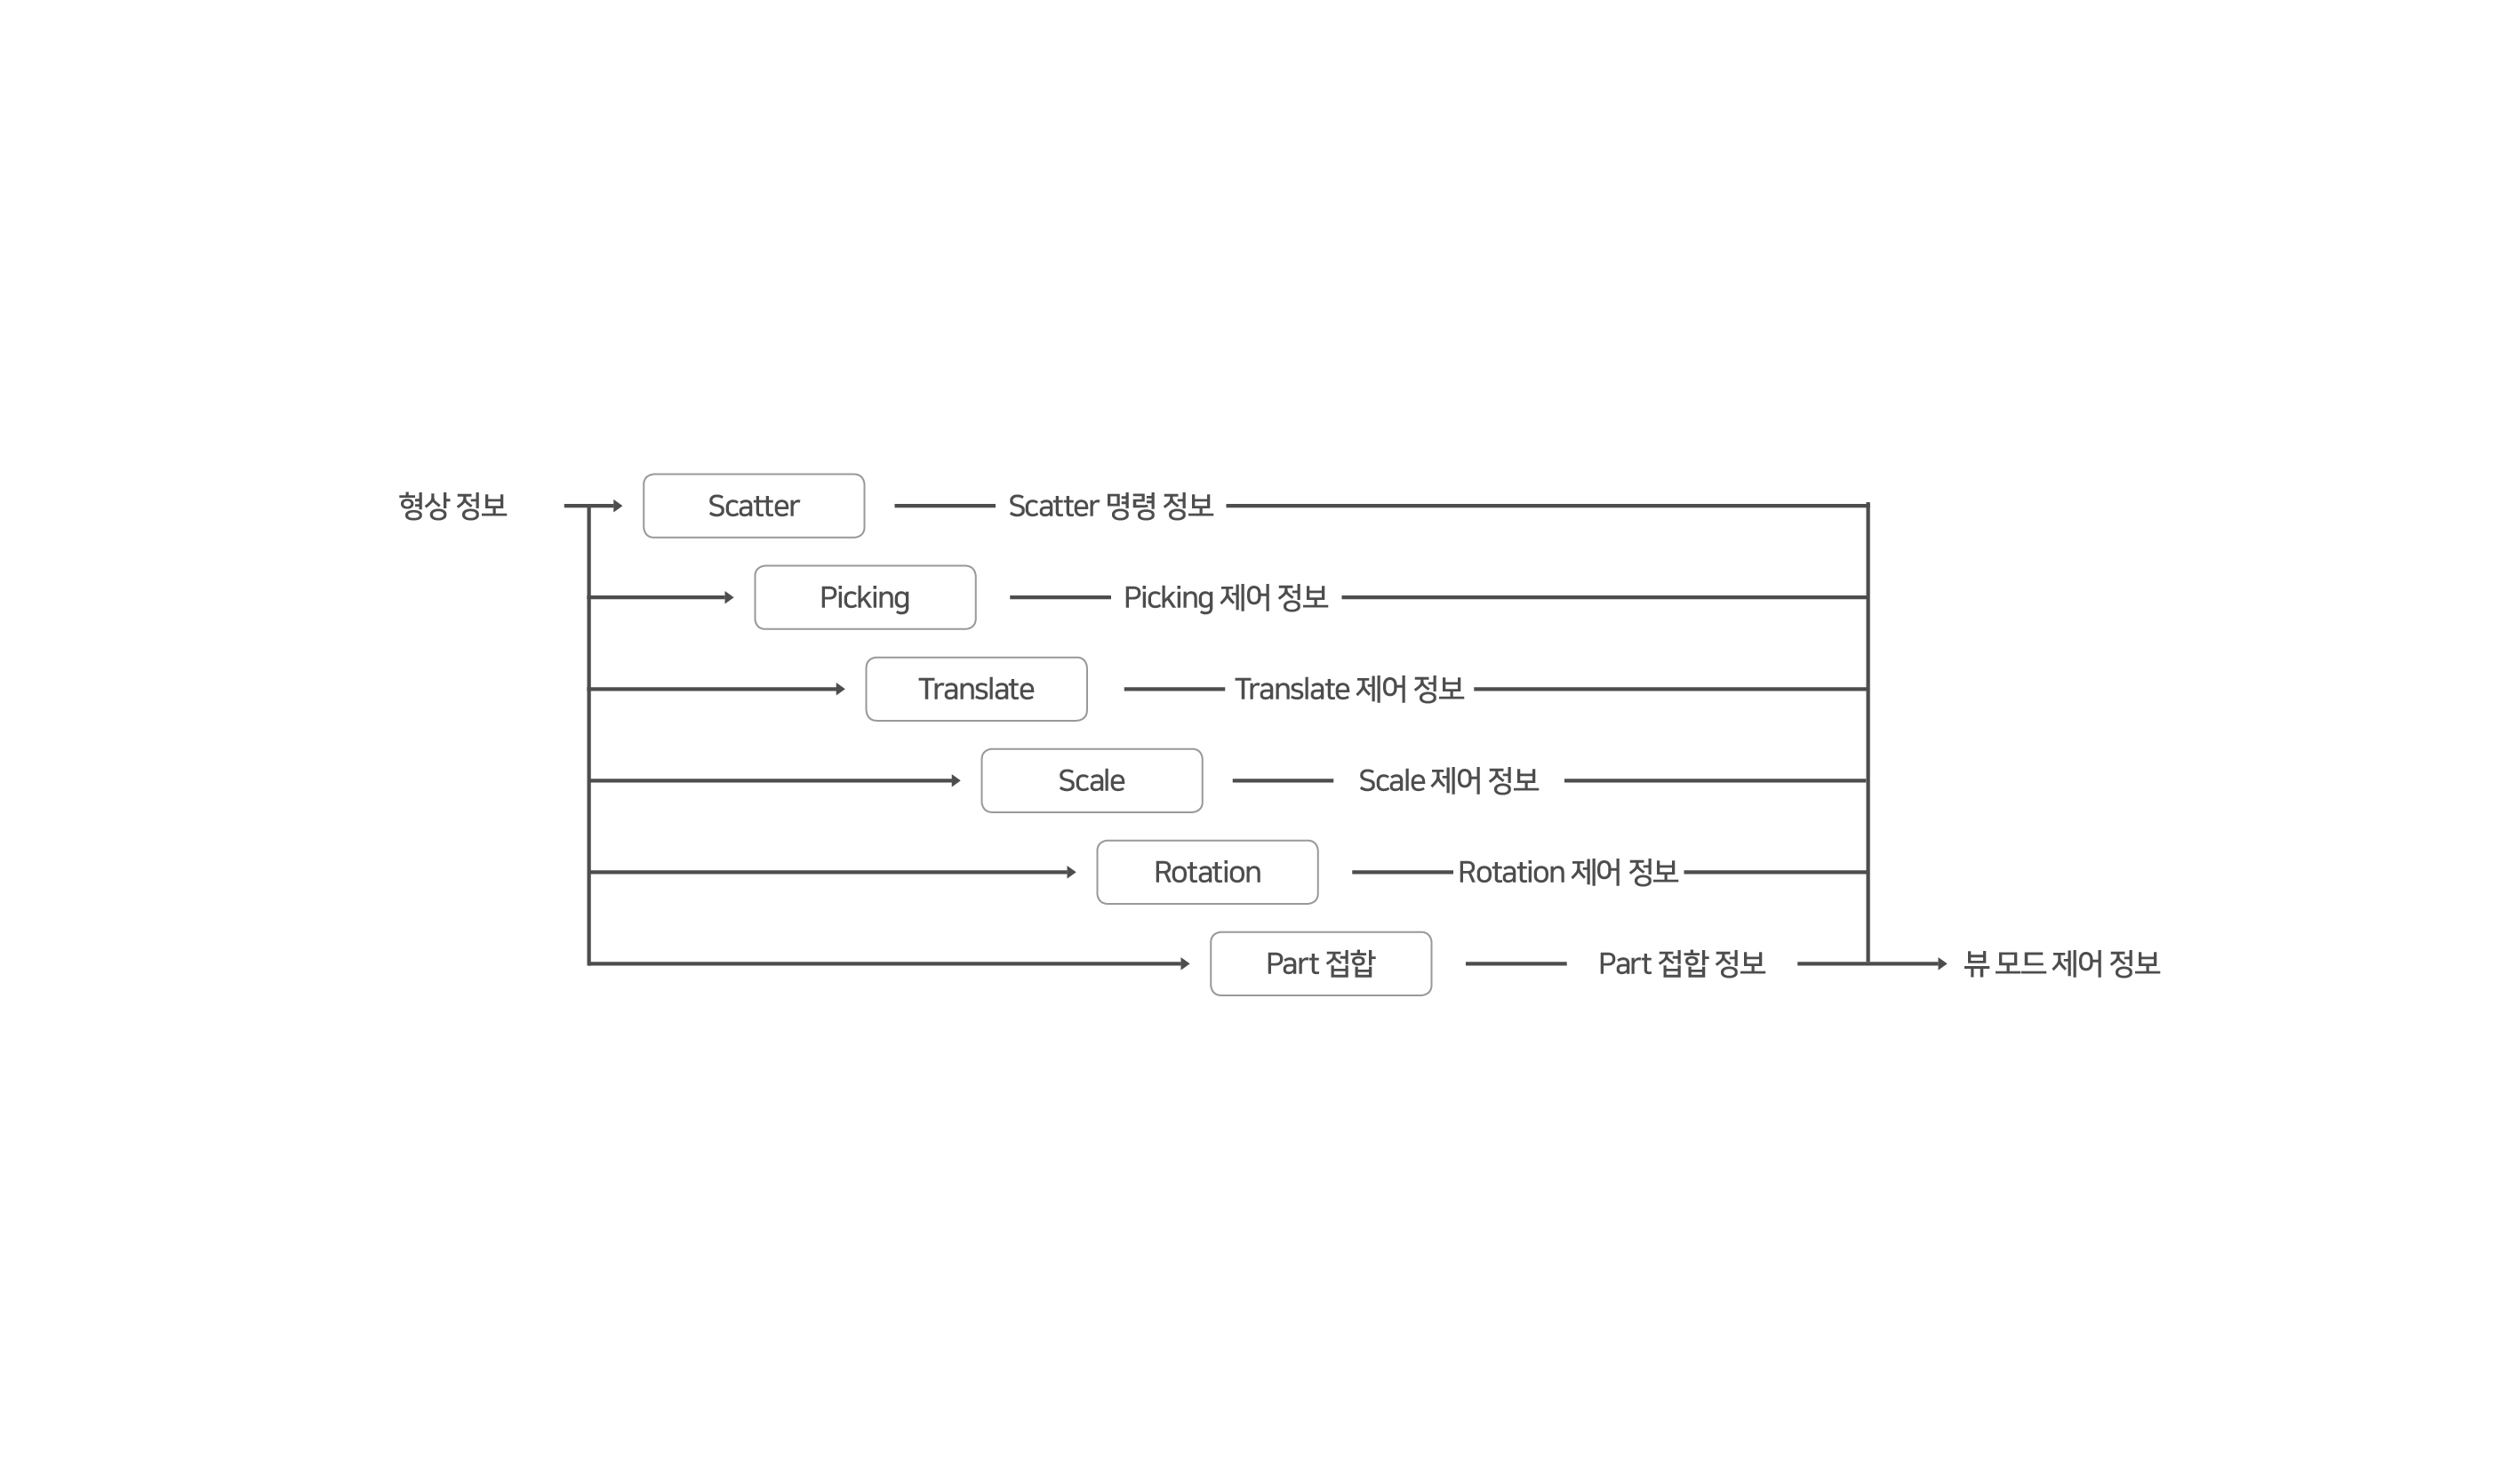 형상 정보 Scatter Scatter 명령 정보
Picking Picking 제어 정보
Translate Translate 제어 정보
Scale Scale 제어 정보
Rotation Rotation 제어 정보
Part 접합 Part 접합 정보 뷰 모드 제어 정보